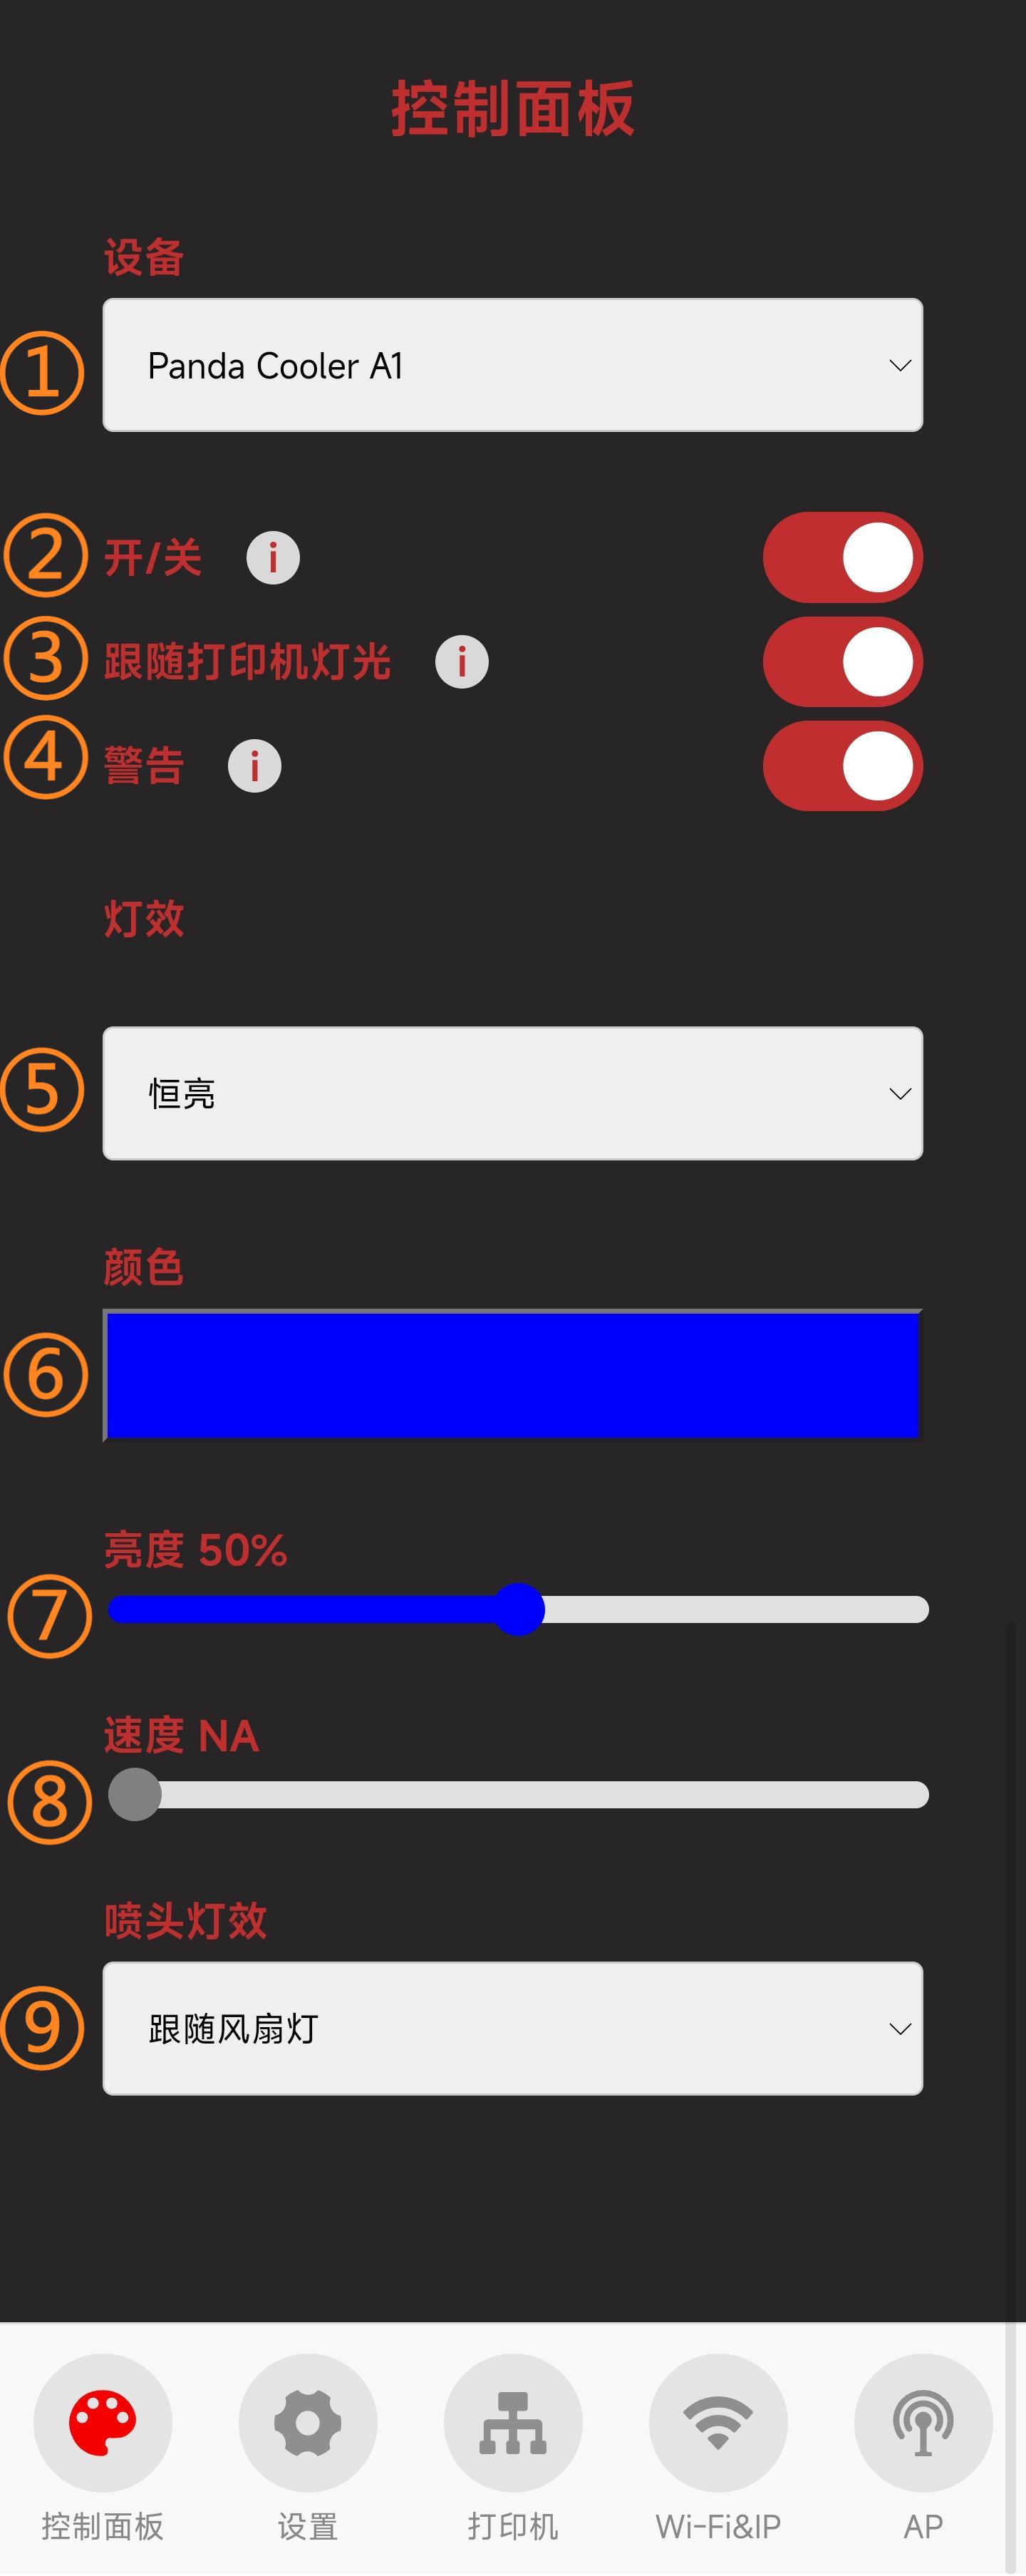 控制面板
设备
① Panda Cooler A1
② 开/关 i
③ 跟随打印机灯光 i
④ 警告 i
灯效
⑤ 恒亮
颜色
⑥
亮度 50%
⑦
速度 NA
⑧
喷头灯效
⑨ 跟随风扇灯
控制面板 设置 打印机 Wi-Fi&IP AP